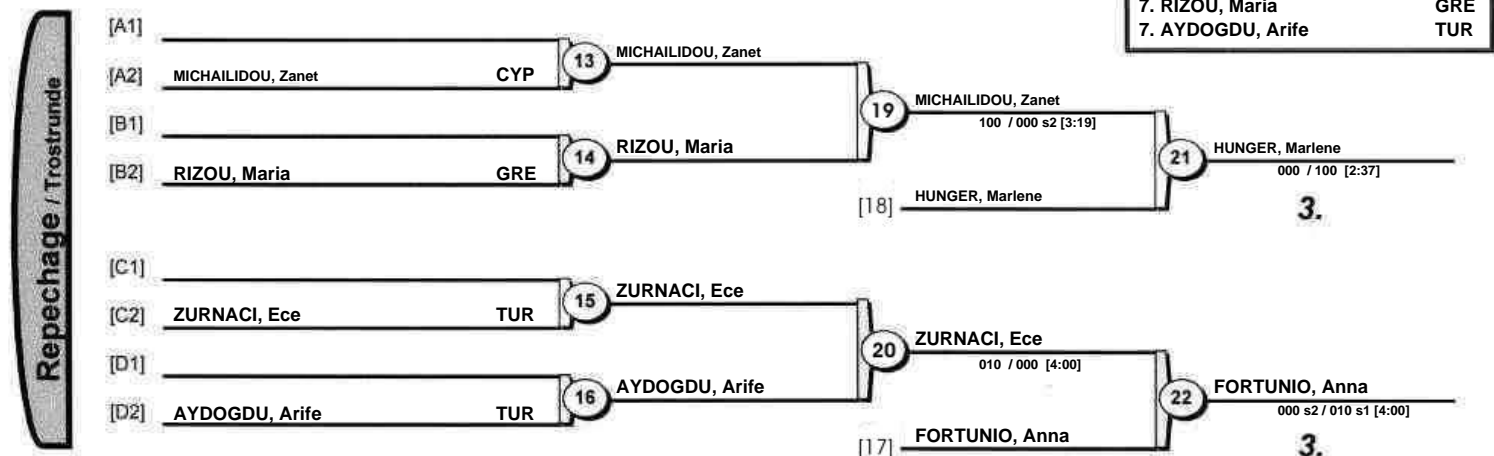 7. RIZOU, Maria GRE
7. AYDOGDU, Arife TUR
Repechage / Trostrunde
[A1]
[A2] MICHAILIDOU, Zanet CYP
13 MICHAILIDOU, Zanet
[B1]
[B2] RIZOU, Maria GRE
14 RIZOU, Maria
19 MICHAILIDOU, Zanet
100 / 000 s2 [3:19]
[18] HUNGER, Marlene
21 HUNGER, Marlene
000 / 100 [2:37]
3.
[C1]
[C2] ZURNACI, Ece TUR
15 ZURNACI, Ece
[D1]
[D2] AYDOGDU, Arife TUR
16 AYDOGDU, Arife
20 ZURNACI, Ece
010 / 000 [4:00]
[17] FORTUNIO, Anna
22 FORTUNIO, Anna
000 s2 / 010 s1 [4:00]
3.